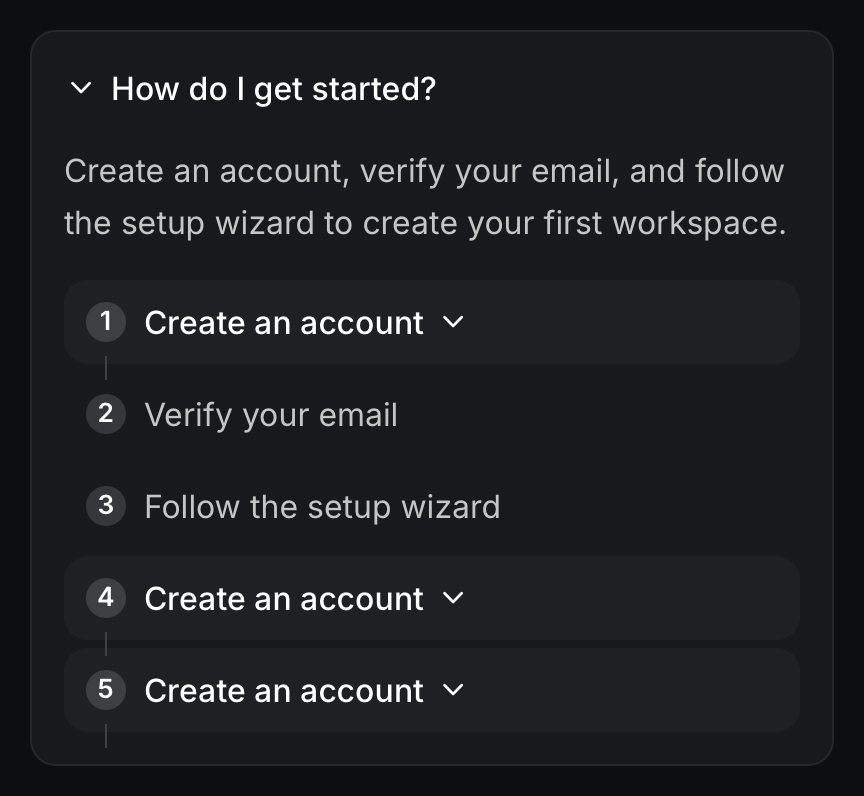 How do I get started?
Create an account, verify your email, and follow
the setup wizard to create your first workspace.
1 Create an account
2 Verify your email
3 Follow the setup wizard
4 Create an account
5 Create an account